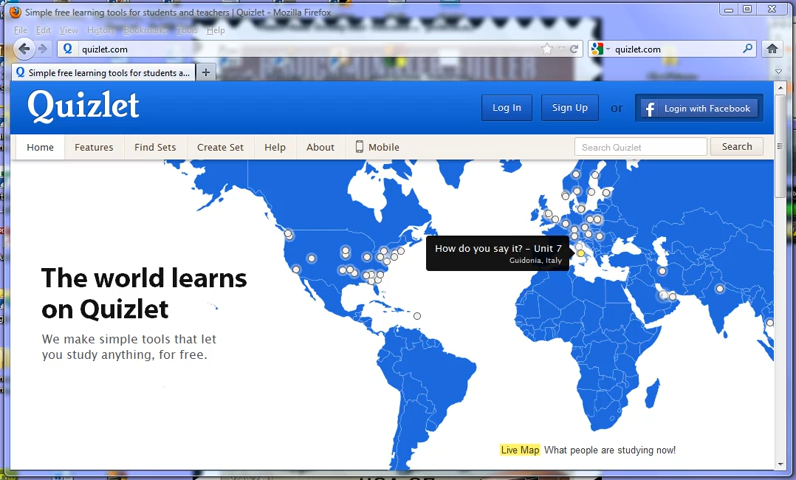 Simple free learning tools for students and teachers | Quizlet - Mozilla Firefox
File Edit View History Bookmarks Tools Help
quizlet.com
quizlet.com
Simple free learning tools for students a...
Quizlet
Log In
Sign Up
or
Login with Facebook
Home
Features
Find Sets
Create Set
Help
About
Mobile
Search Quizlet
Search
How do you say it? – Unit 7
Guidonia, Italy
The world learns
on Quizlet
We make simple tools that let
you study anything, for free.
Live Map What people are studying now!